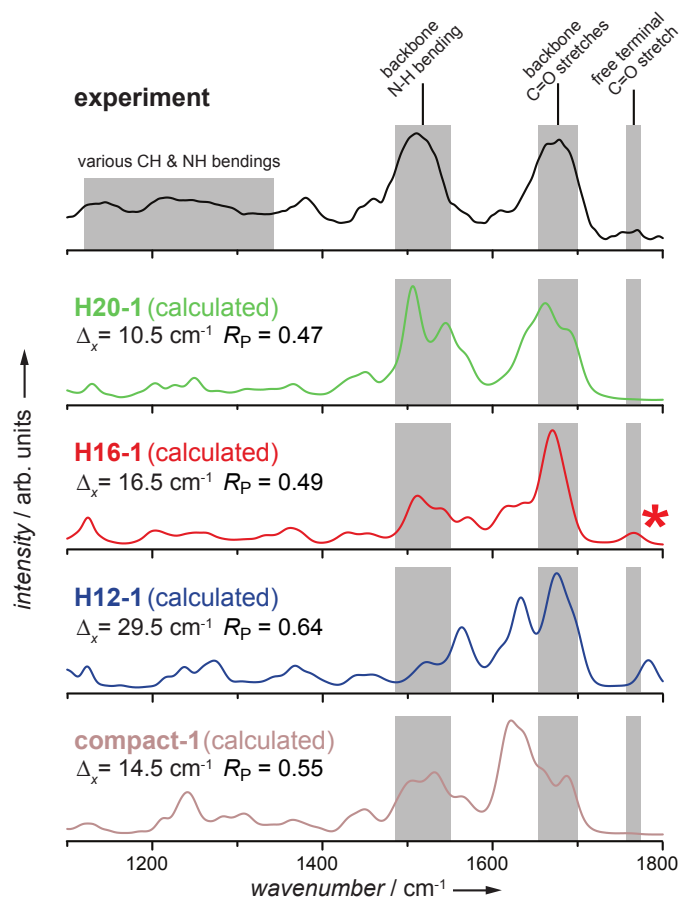 backbone
N-H bending
backbone
C=O stretches
free terminal
C=O stretch
experiment
various CH & NH bendings
H20-1 (calculated)
Δx = 10.5 cm⁻¹ RP = 0.47
H16-1 (calculated)
Δx = 16.5 cm⁻¹ RP = 0.49
*
H12-1 (calculated)
Δx = 29.5 cm⁻¹ RP = 0.64
compact-1 (calculated)
Δx = 14.5 cm⁻¹ RP = 0.55
intensity / arb. units
1200 1400 1600 1800
wavenumber / cm⁻¹